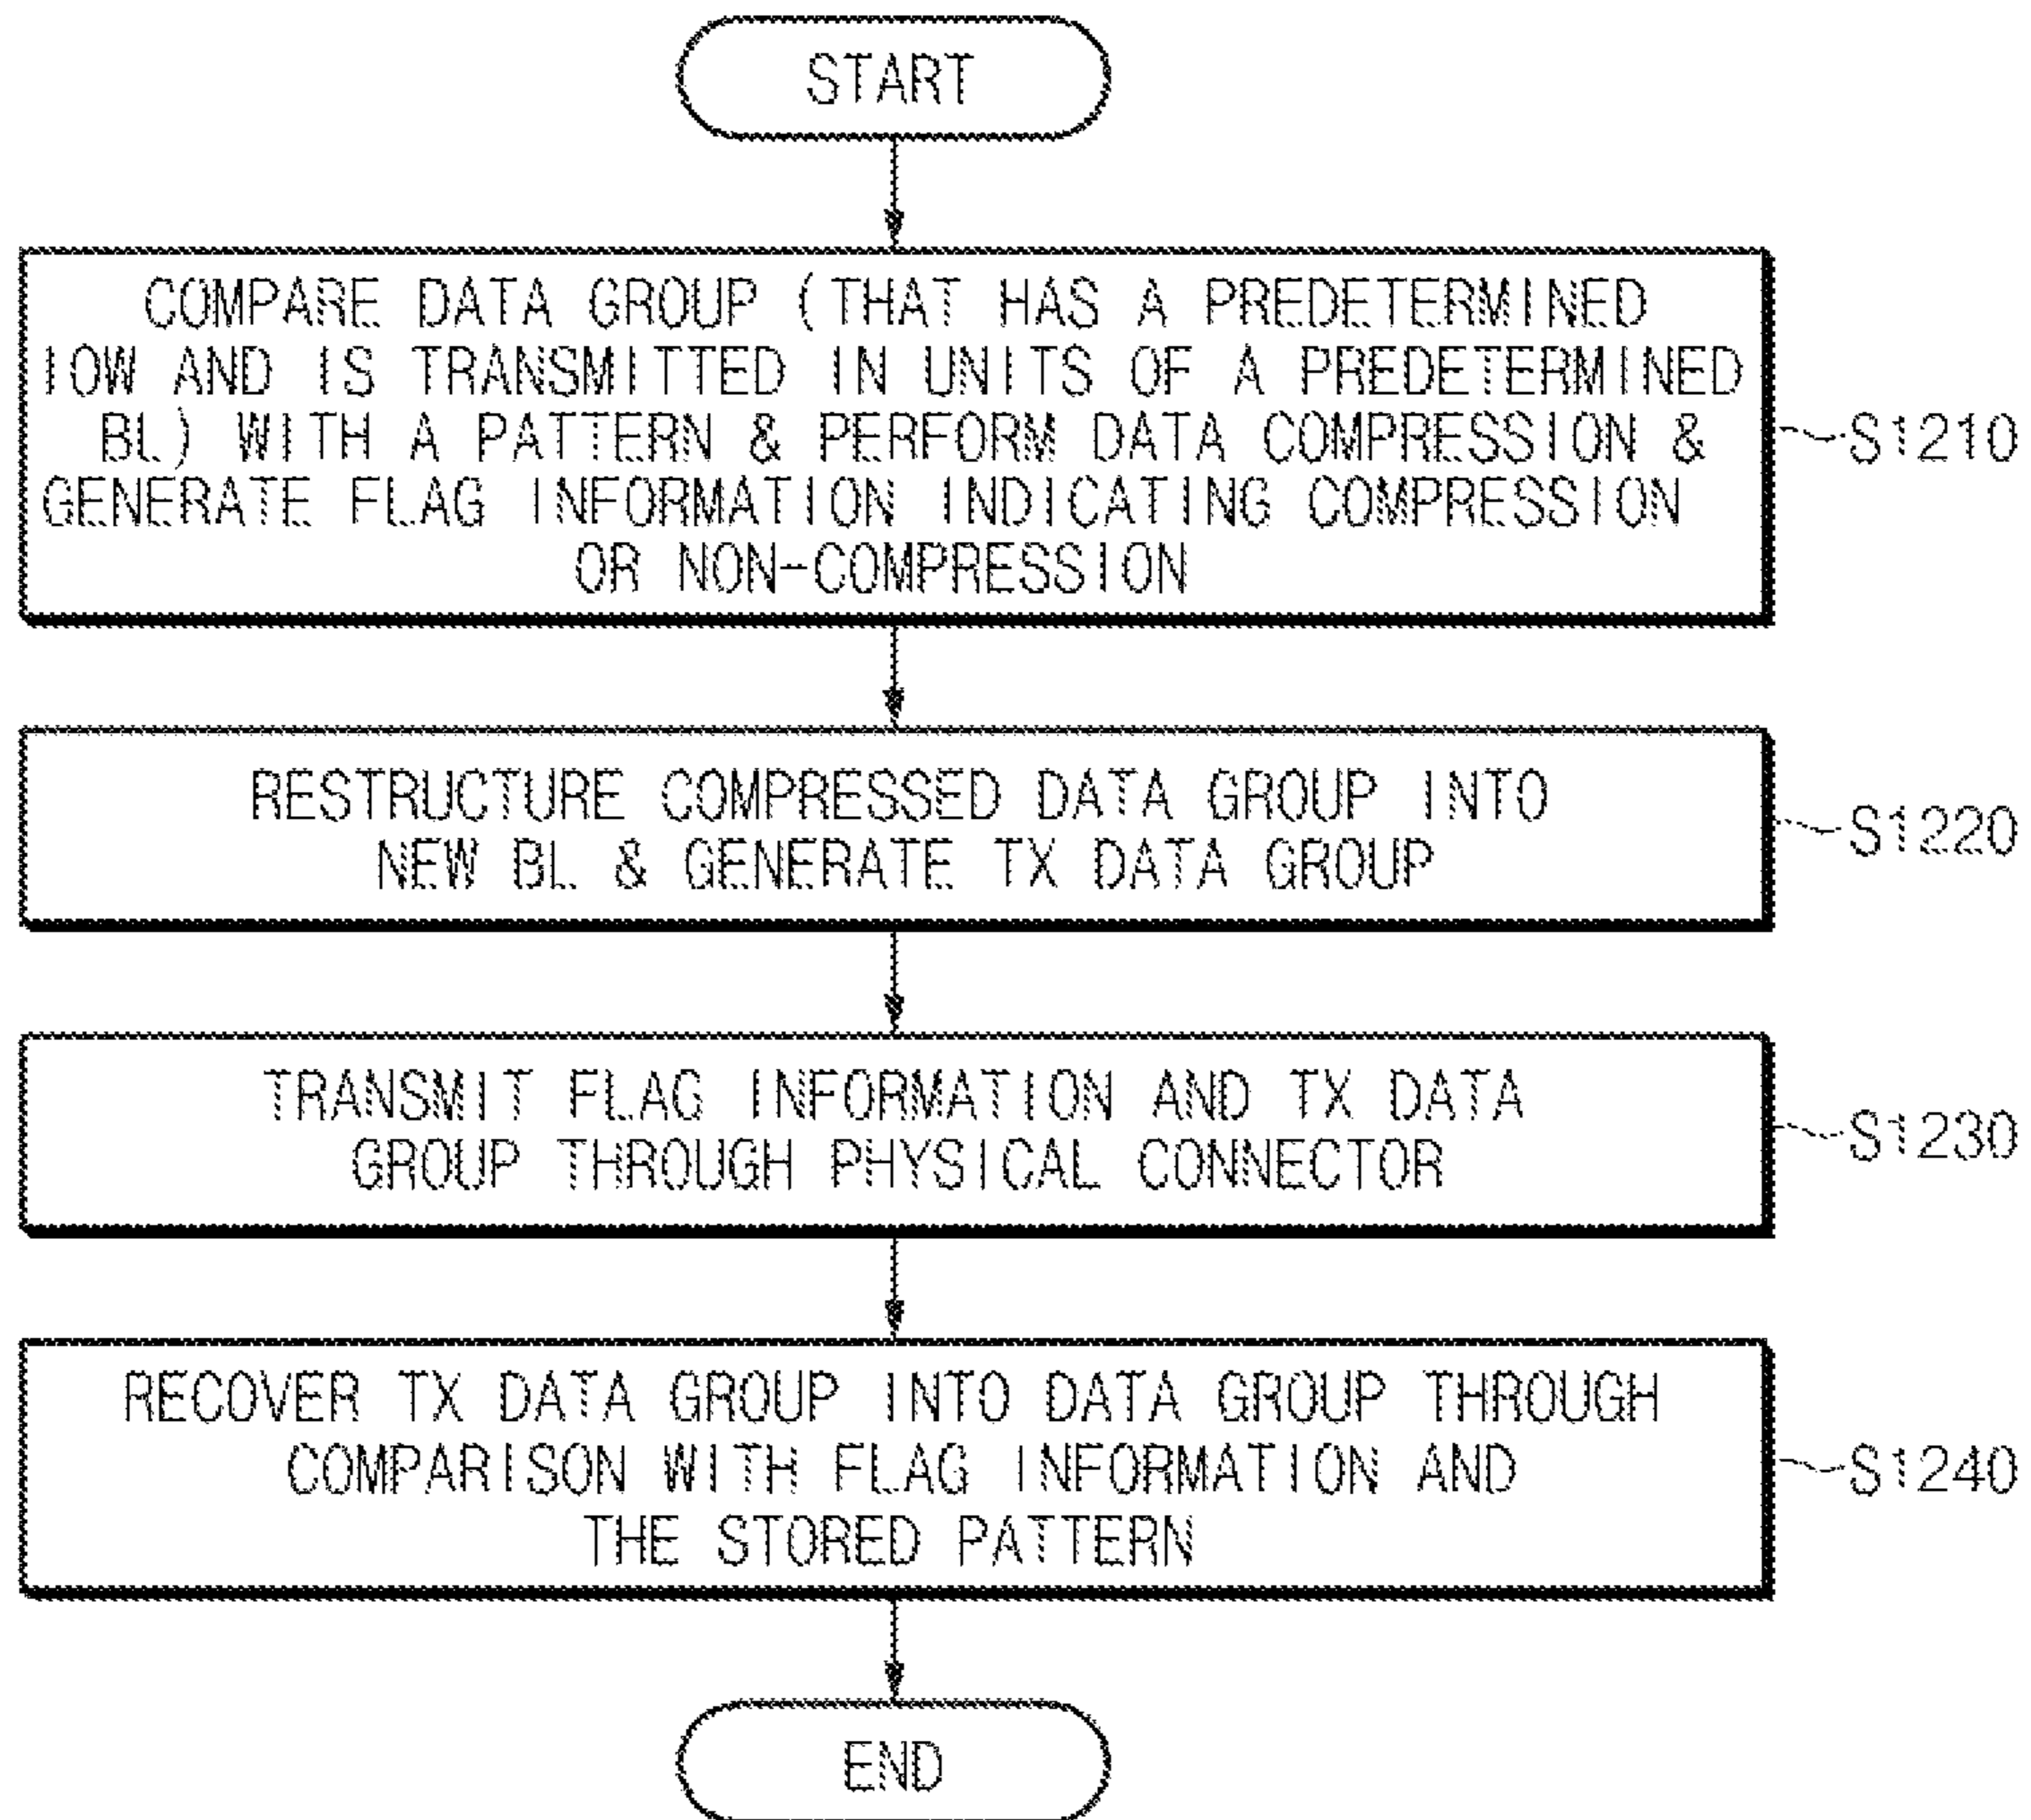 START
COMPARE DATA GROUP (THAT HAS A PREDETERMINED
IOW AND IS TRANSMITTED IN UNITS OF A PREDETERMINED
BL) WITH A PATTERN & PERFORM DATA COMPRESSION &
GENERATE FLAG INFORMATION INDICATING COMPRESSION
OR NON-COMPRESSION
S1210
RESTRUCTURE COMPRESSED DATA GROUP INTO
NEW BL & GENERATE TX DATA GROUP
S1220
TRANSMIT FLAG INFORMATION AND TX DATA
GROUP THROUGH PHYSICAL CONNECTOR
S1230
RECOVER TX DATA GROUP INTO DATA GROUP THROUGH
COMPARISON WITH FLAG INFORMATION AND
THE STORED PATTERN
S1240
END